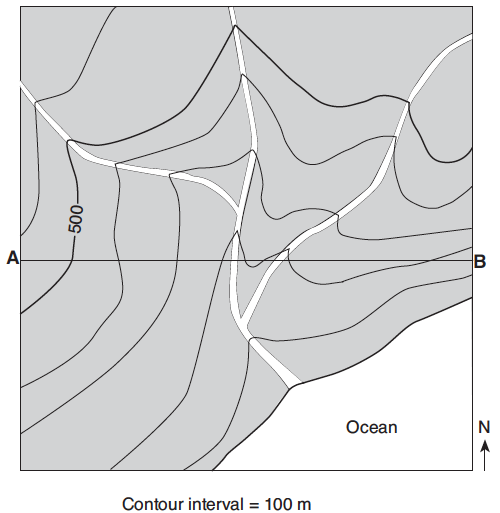 500
A
B
Ocean
N
Contour interval = 100 m